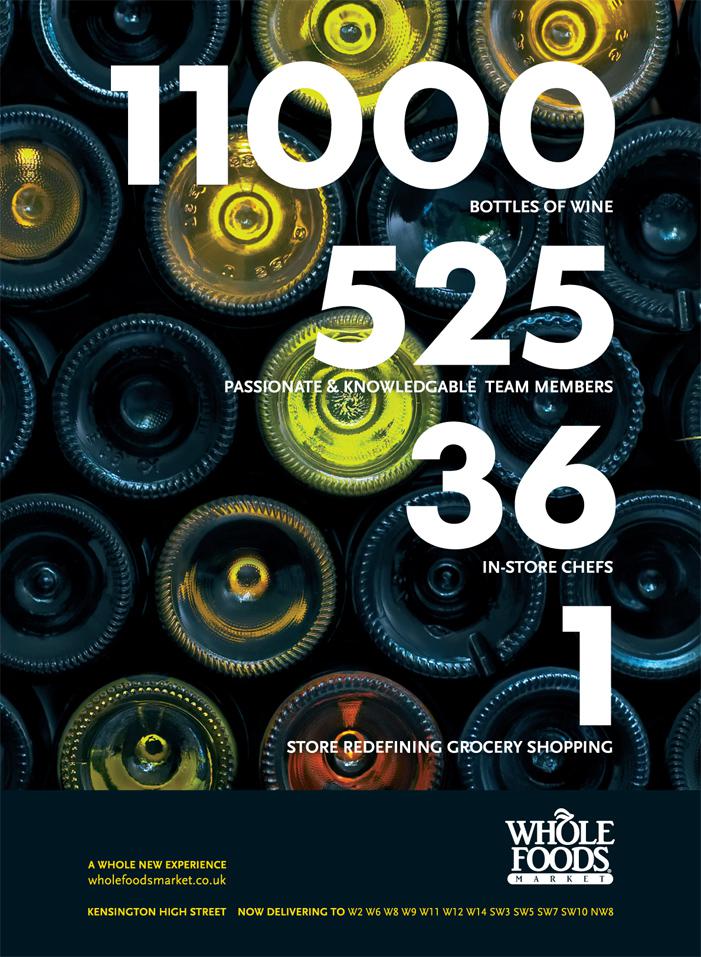 11000
BOTTLES OF WINE
525
PASSIONATE & KNOWLEDGABLE TEAM MEMBERS
36
IN-STORE CHEFS
1
STORE REDEFINING GROCERY SHOPPING
WHOLE
FOODS
MARKET
A WHOLE NEW EXPERIENCE
wholefoodsmarket.co.uk
KENSINGTON HIGH STREET NOW DELIVERING TO W2 W6 W8 W9 W11 W12 W14 SW3 SW5 SW7 SW10 NW8